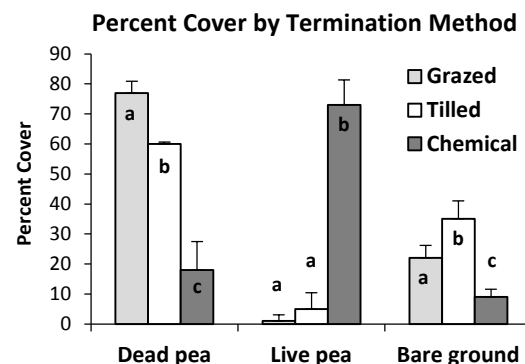 Percent Cover by Termination Method
Percent Cover
90
80
70
60
50
40
30
20
10
0
Grazed
Tilled
Chemical
a
b
c
a
a
b
a
b
c
Dead pea
Live pea
Bare ground